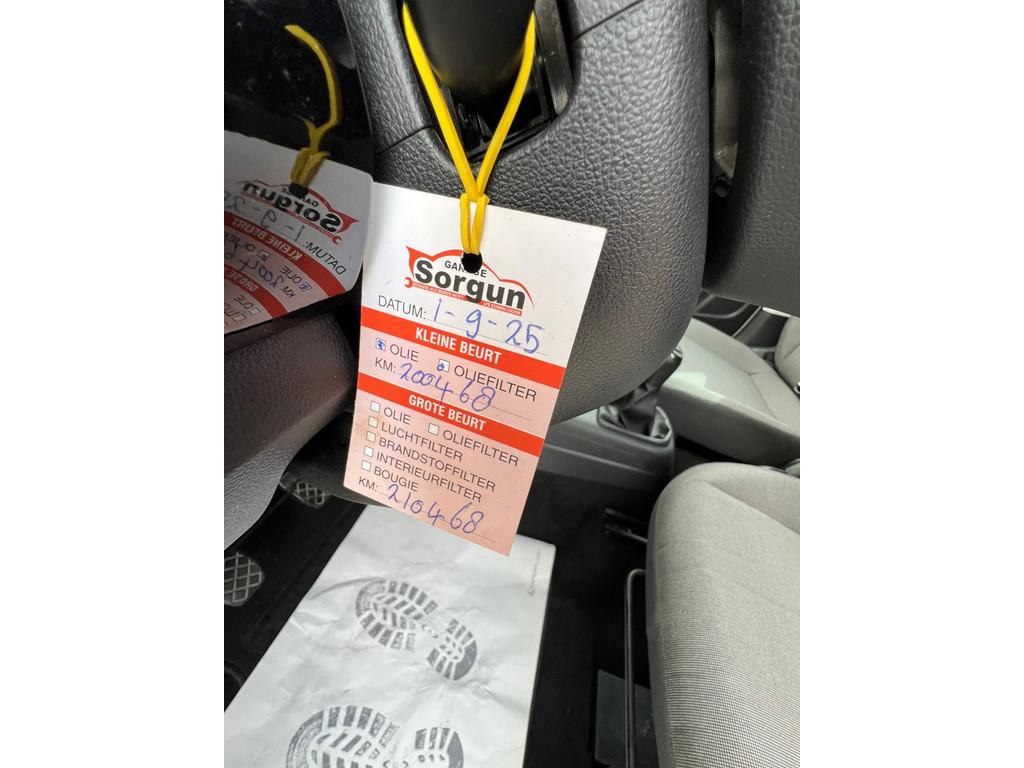 GARAGE
Sorgun
DATUM: 1-9-25
KLEINE BEURT
OLIE OLIEFILTER
KM: 200468
GROTE BEURT
OLIE OLIEFILTER
LUCHTFILTER
BRANDSTOFFILTER
INTERIEURFILTER
BOUGIE
KM: 210468